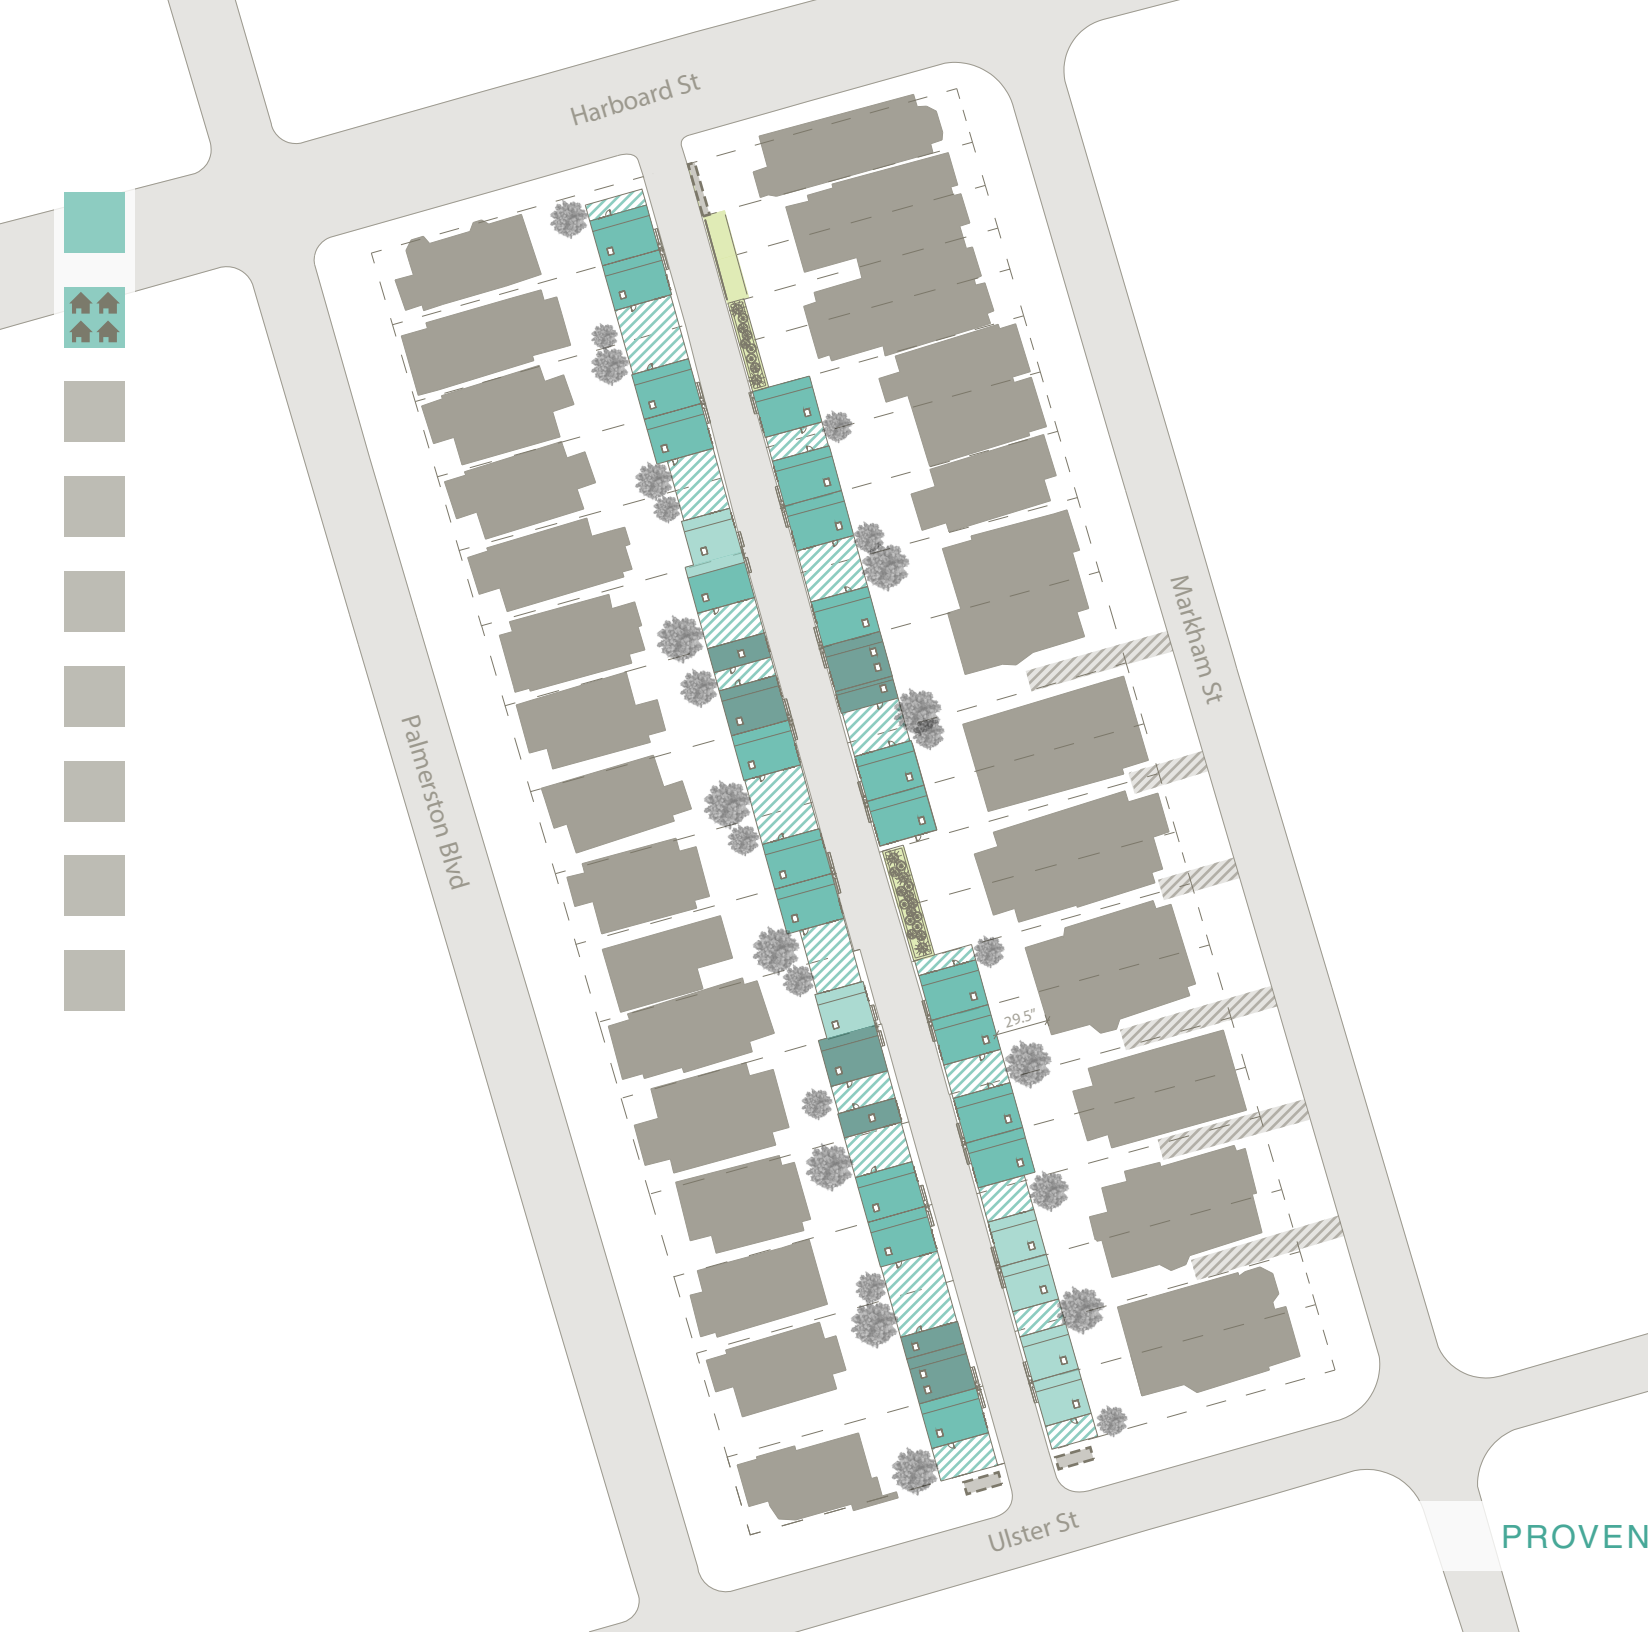 Harboard St
Markham St
Palmerston Blvd
29.5"
Ulster St
PROVEN